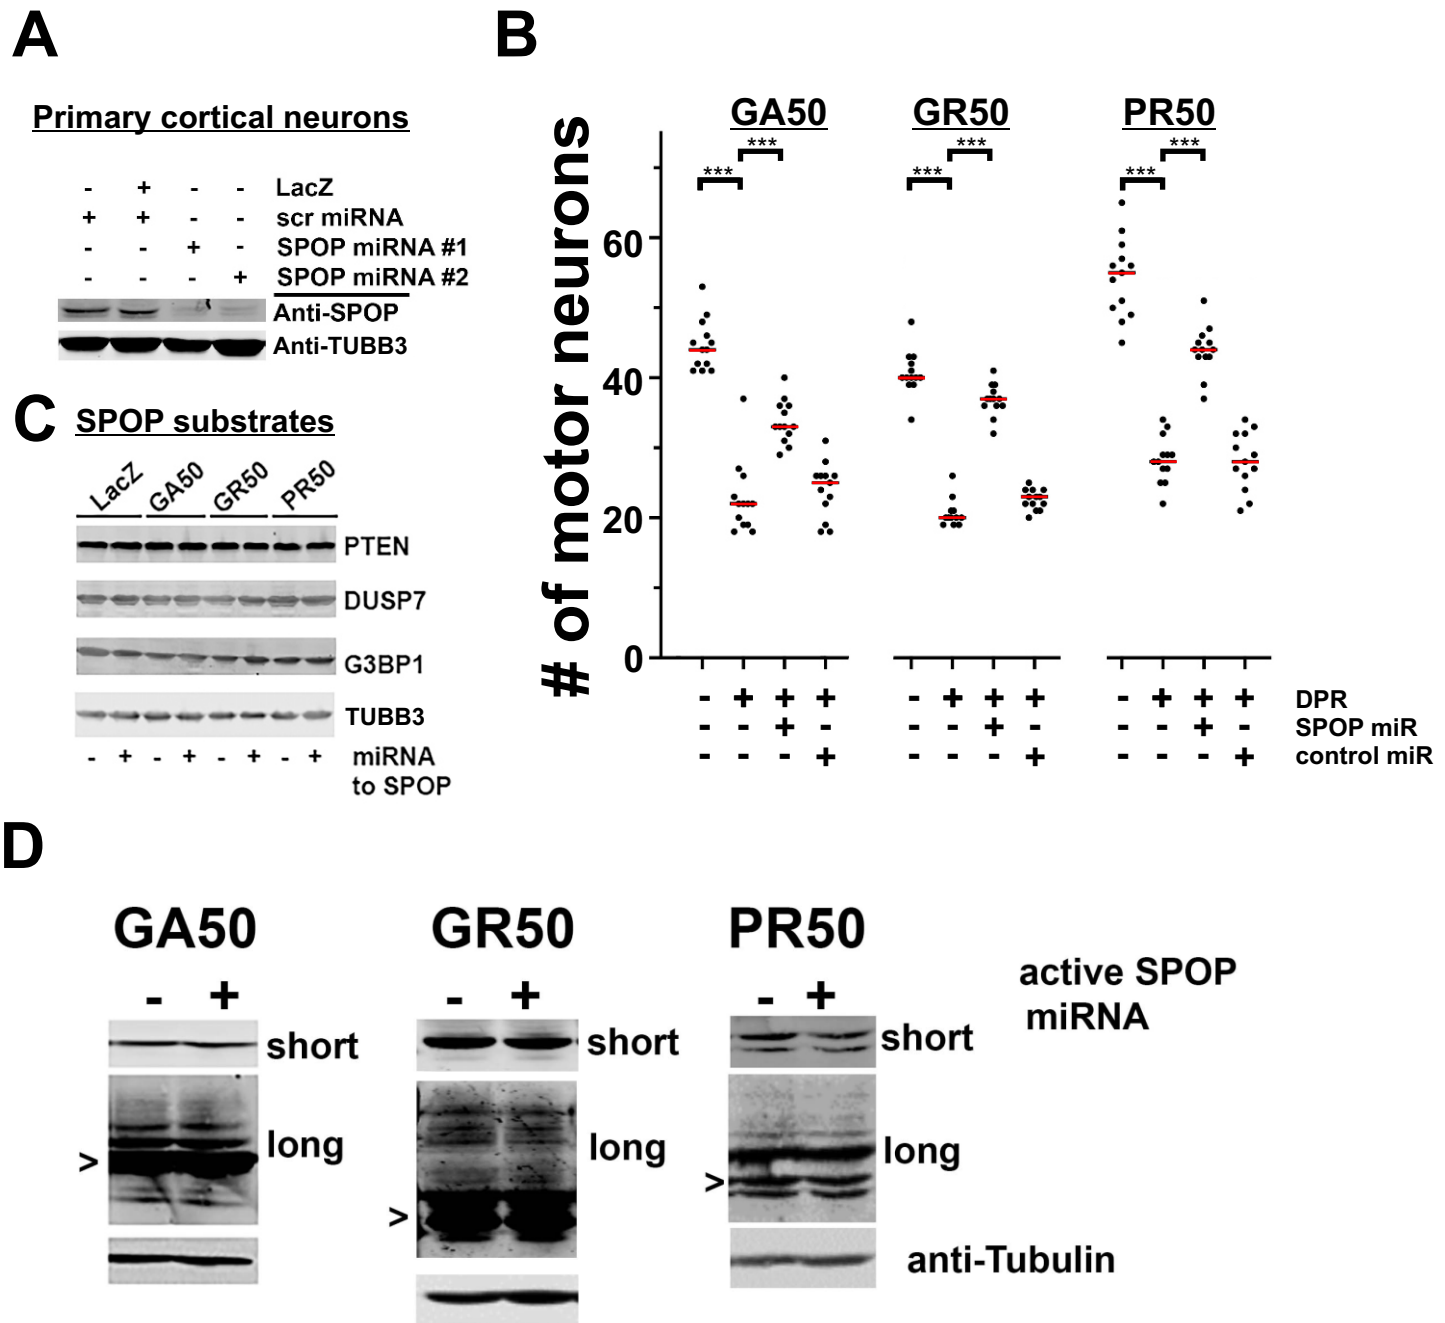 A
Primary cortical neurons
- + - - LacZ
+ + - - scr miRNA
- - + - SPOP miRNA #1
- - - + SPOP miRNA #2
Anti-SPOP
Anti-TUBB3
B
# of motor neurons
GA50 GR50 PR50
*** *** ***
*** *** ***
60
40
20
0
- + + + - + + + - + + + DPR
- - + - - - + - - - + - SPOP miR
- - - + - - - + - - - + control miR
C
SPOP substrates
LacZ GA50 GR50 PR50
PTEN
DUSP7
G3BP1
TUBB3
- + - + - + - + miRNA
to SPOP
D
GA50 GR50 PR50
- + - + - + active SPOP
miRNA
short short short
long long long
> > >
anti-Tubulin